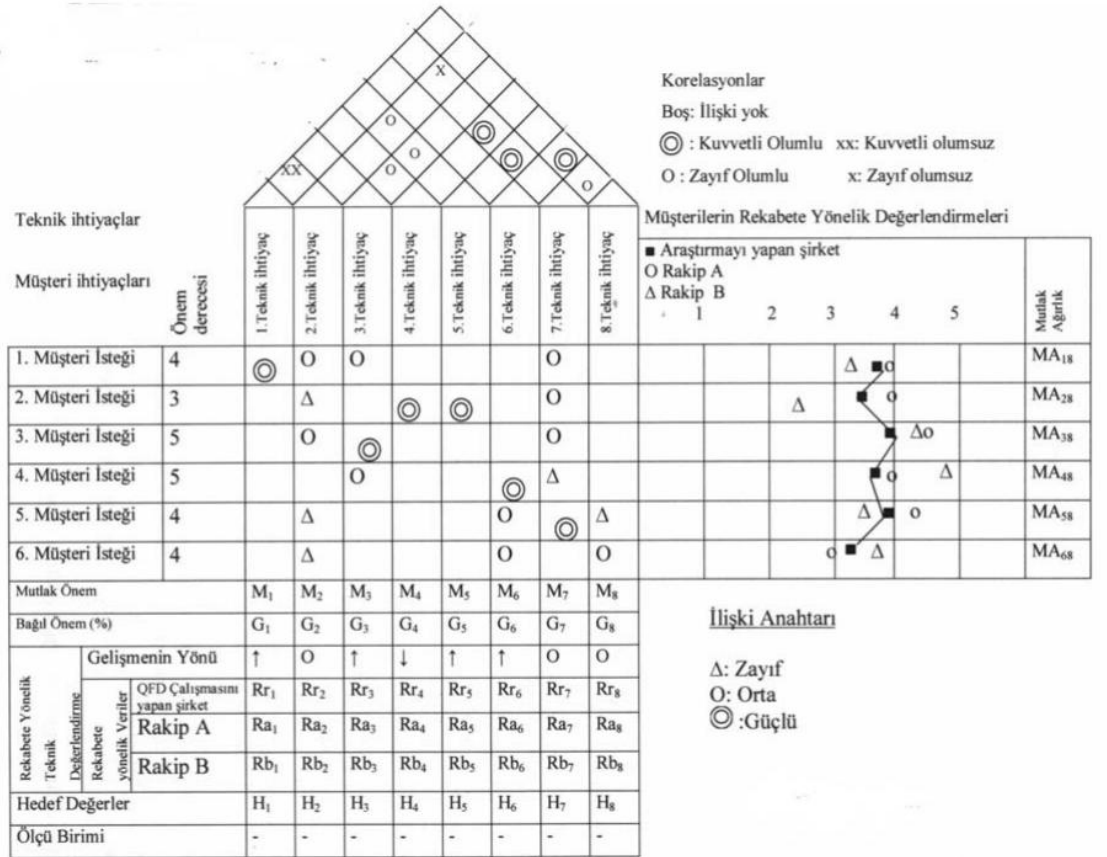 x
O
◎
O
◎
◎
xx
O
O
Korelasyonlar
Boş: İlişki yok
◎ : Kuvvetli Olumlu xx: Kuvvetli olumsuz
O : Zayıf Olumlu x: Zayıf olumsuz
Teknik ihtiyaçlar
Müşteri ihtiyaçları
Önem derecesi
1.Teknik ihtiyaç
2.Teknik ihtiyaç
3.Teknik ihtiyaç
4.Teknik ihtiyaç
5.Teknik ihtiyaç
6.Teknik ihtiyaç
7.Teknik ihtiyaç
8.Teknik ihtiyaç
Müşterilerin Rekabete Yönelik Değerlendirmeleri
■ Araştırmayı yapan şirket
O Rakip A
Δ Rakip B
1 2 3 4 5
Mutlak Ağırlık
1. Müşteri İsteği 4 ◎ O O O Δ ■ o MA₁₈
2. Müşteri İsteği 3 Δ ◎ ◎ O Δ ■ o MA₂₈
3. Müşteri İsteği 5 O ◎ O ■ Δ o MA₃₈
4. Müşteri İsteği 5 O ◎ Δ ■ o Δ MA₄₈
5. Müşteri İsteği 4 Δ O ◎ Δ Δ ■ o MA₅₈
6. Müşteri İsteği 4 Δ O O o ■ Δ MA₆₈
Mutlak Önem M₁ M₂ M₃ M₄ M₅ M₆ M₇ M₈
Bağıl Önem (%) G₁ G₂ G₃ G₄ G₅ G₆ G₇ G₈
Rekabete Yönelik
Teknik
Değerlendirme
Gelişmenin Yönü ↑ O ↑ ↓ ↑ ↑ O O
Rekabete
yönelik Veriler
QFD Çalışmasını
yapan şirket Rr₁ Rr₂ Rr₃ Rr₄ Rr₅ Rr₆ Rr₇ Rr₈
Rakip A Ra₁ Ra₂ Ra₃ Ra₄ Ra₅ Ra₆ Ra₇ Ra₈
Rakip B Rb₁ Rb₂ Rb₃ Rb₄ Rb₅ Rb₆ Rb₇ Rb₈
Hedef Değerler H₁ H₂ H₃ H₄ H₅ H₆ H₇ H₈
Ölçü Birimi - - - - - - - -
İlişki Anahtarı
Δ: Zayıf
O: Orta
◎ :Güçlü